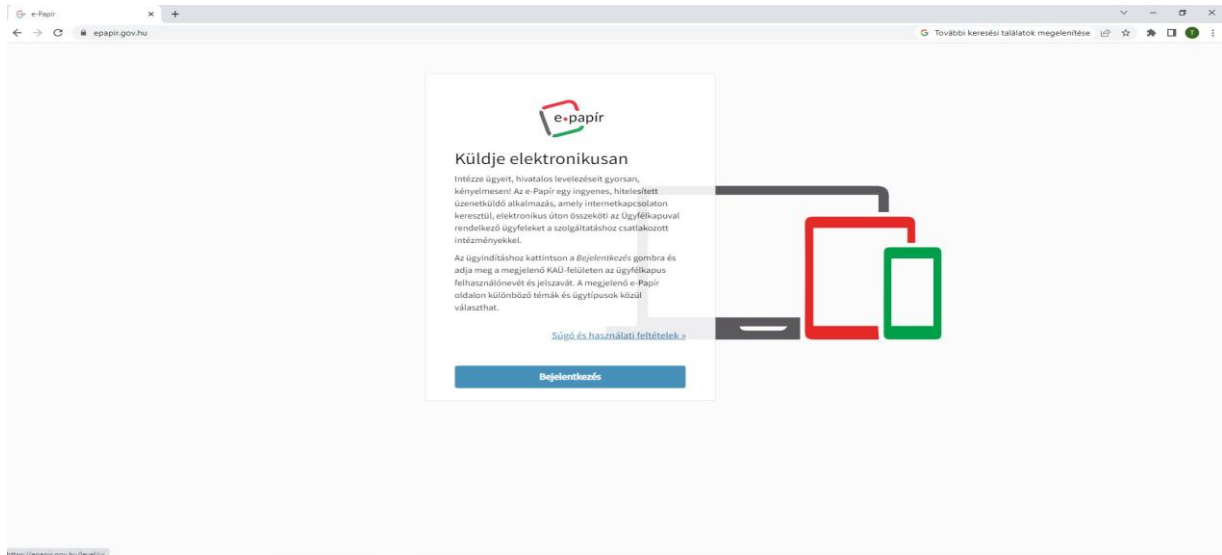 e-Papír
epapir.gov.hu
További keresési találatok megelenítése
T
e•papír
Küldje elektronikusan
Intézze ügyeit, hivatalos levelezéseit gyorsan,
kényelmesen! Az e-Papír egy ingyenes, hitelesített
üzenetküldő alkalmazás, amely internetkapcsolaton
keresztül, elektronikus úton összeköti az Ügyfélkapuval
rendelkező ügyfeleket a szolgáltatáshoz csatlakozott
intézményekkel.
Az ügyindításhoz kattintson a Bejelentkezés gombra és
adja meg a megjelenő KAÜ-felületen az ügyfélkapus
felhasználónevét és jelszavát. A megjelenő e-Papír
oldalon különböző témák és ügytípusok közül
választhat.
Súgó és használati feltételek »
Bejelentkezés